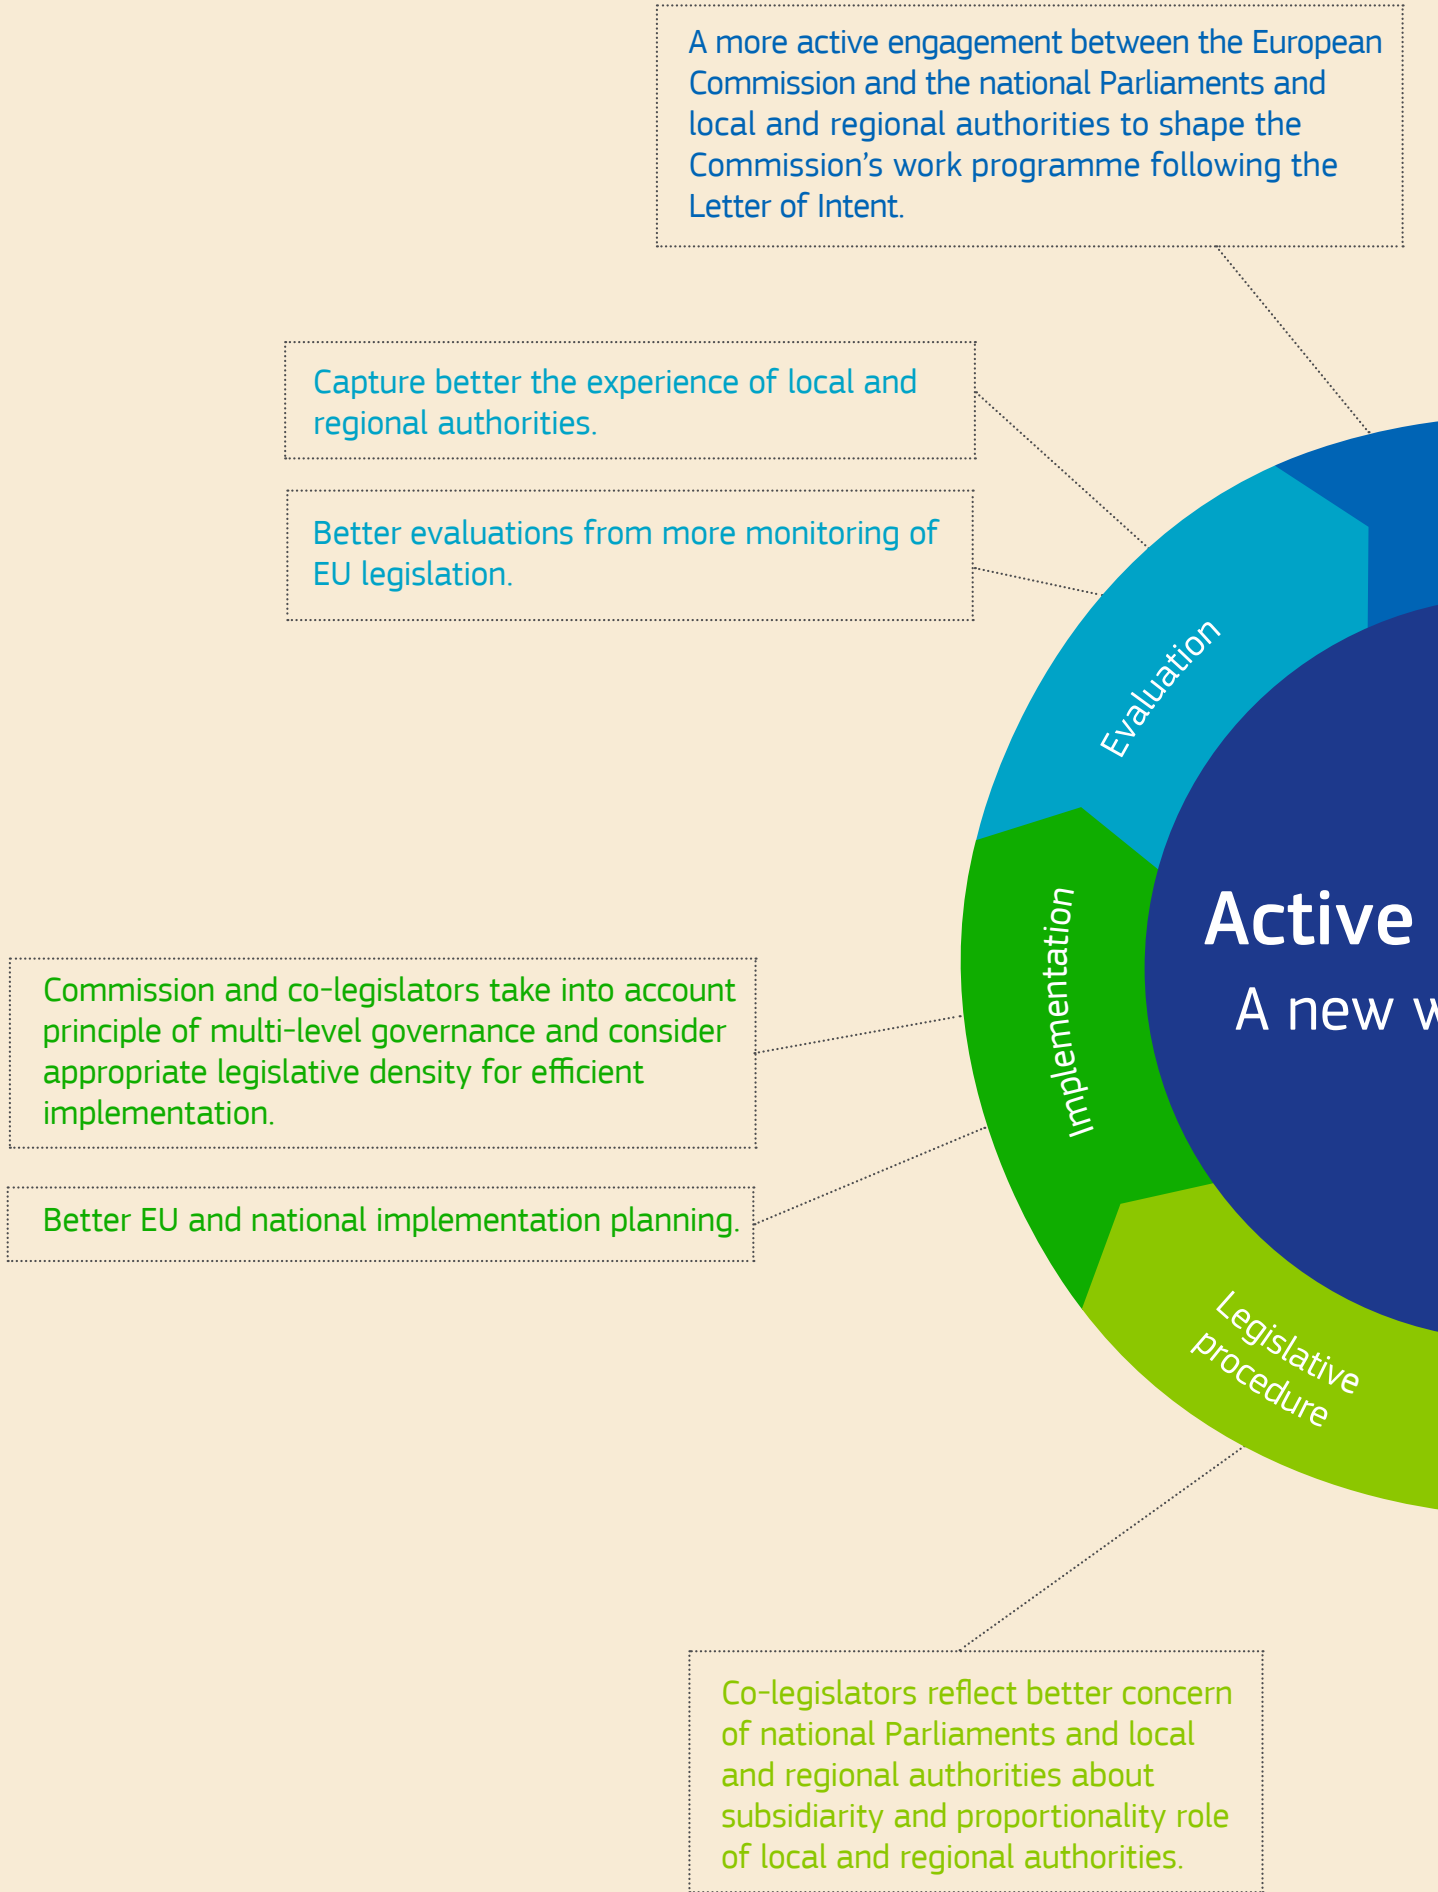 A more active engagement between the European
Commission and the national Parliaments and
local and regional authorities to shape the
Commission’s work programme following the
Letter of Intent.
Capture better the experience of local and
regional authorities.
Better evaluations from more monitoring of
EU legislation.
Evaluation
Active
A new w
Implementation
Commission and co-legislators take into account
principle of multi-level governance and consider
appropriate legislative density for efficient
implementation.
Better EU and national implementation planning.
Legislative
procedure
Co-legislators reflect better concern
of national Parliaments and local
and regional authorities about
subsidiarity and proportionality role
of local and regional authorities.